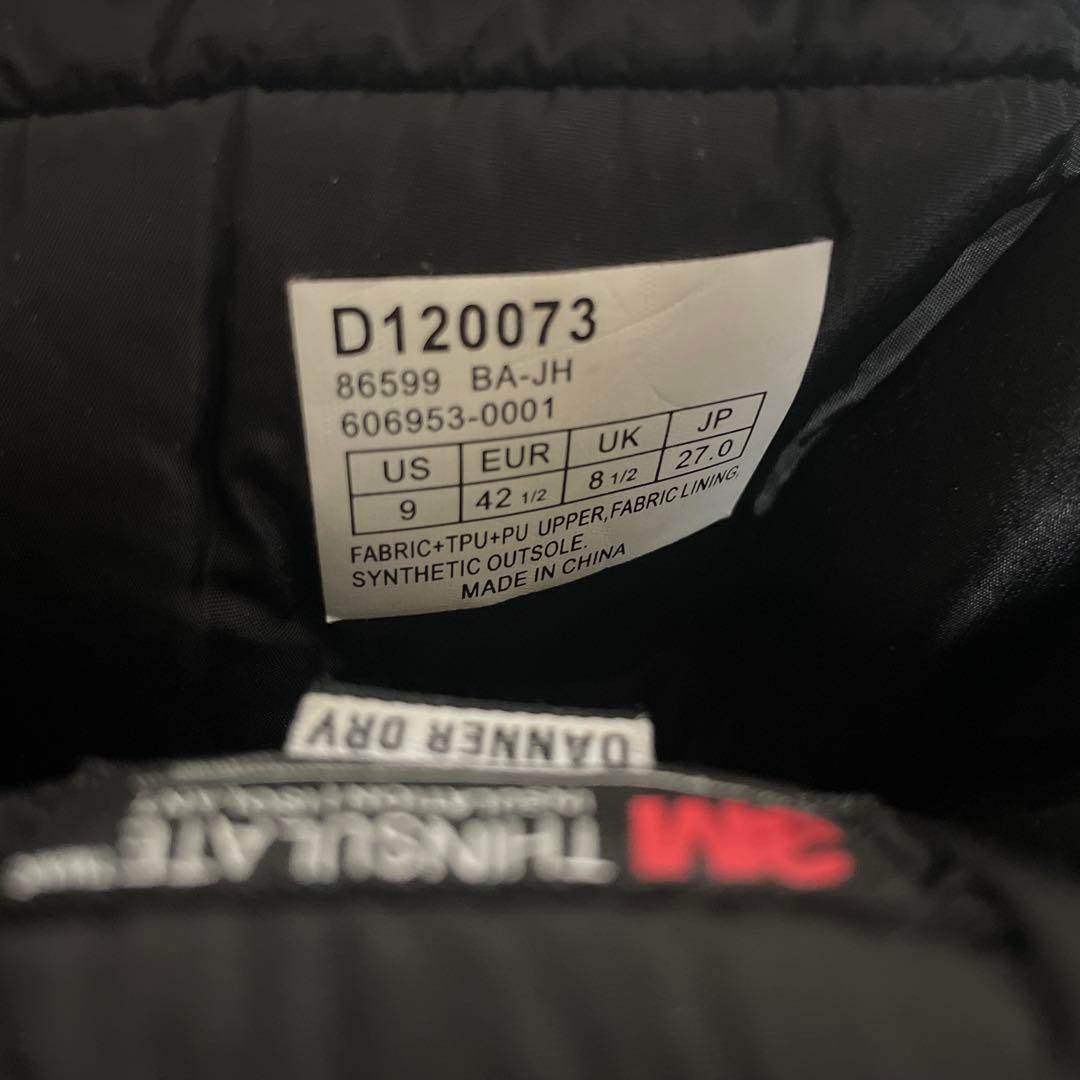 D120073
86599 BA-JH
606953-0001
US EUR UK JP
9 42 1/2 8 1/2 27.0
FABRIC+TPU+PU UPPER,FABRIC LINING,
SYNTHETIC OUTSOLE.
MADE IN CHINA
DANNER DRY
3M THINSULATE